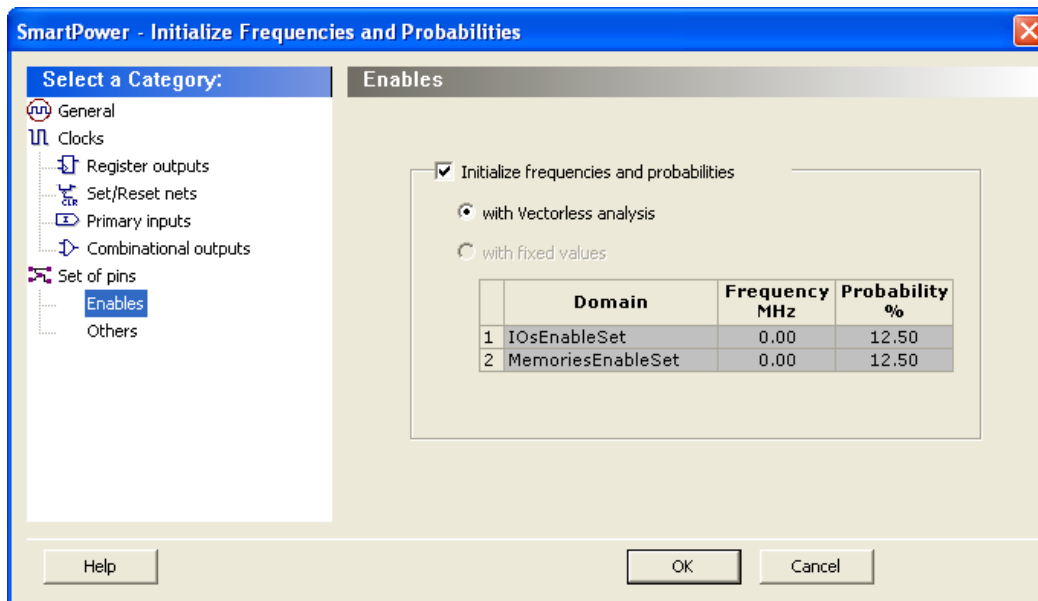 SmartPower - Initialize Frequencies and Probabilities
Select a Category:
General
Clocks
Register outputs
CLR
Set/Reset nets
Primary inputs
Combinational outputs
Set of pins
Enables
Others
Enables
Initialize frequencies and probabilities
with Vectorless analysis
with fixed values
Domain Frequency MHz Probability %
1 IOsEnableSet 0.00 12.50
2 MemoriesEnableSet 0.00 12.50
Help OK Cancel